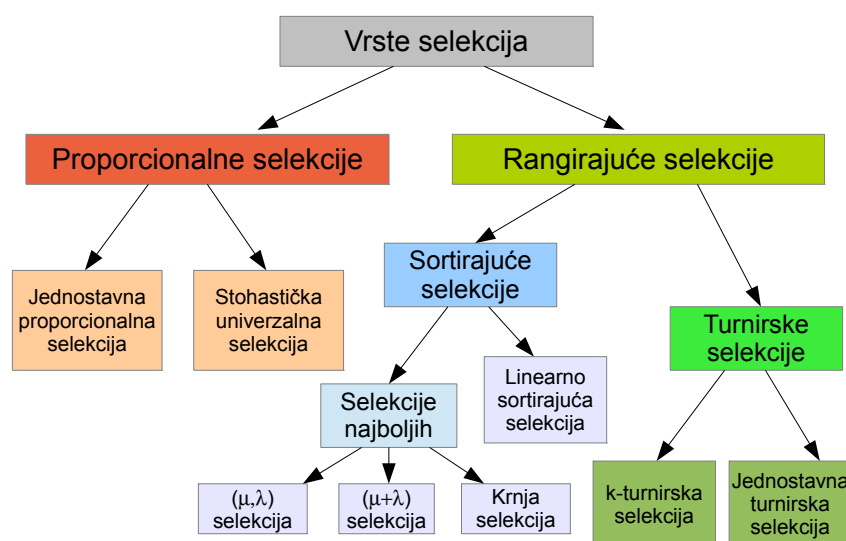 Vrste selekcija
Proporcionalne selekcije
Rangirajuće selekcije
Sortirajuće
selekcije
Jednostavna
proporcionalna
selekcija
Stohastička
univerzalna
selekcija
Turnirske
selekcije
Linearno
sortirajuća
selekcija
Selekcije
najboljih
k-turnirska
selekcija
Jednostavna
turnirska
selekcija
(μ,λ)
selekcija
(μ+λ)
selekcija
Krnja
selekcija